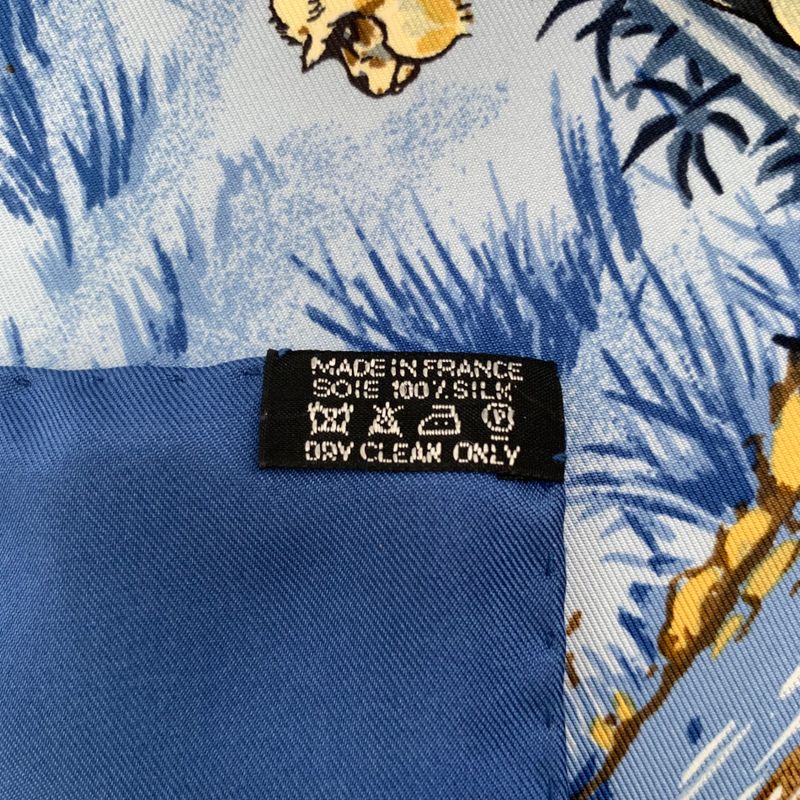 MADE IN FRANCE
SOIE 100% SILK
P
DRY CLEAN ONLY